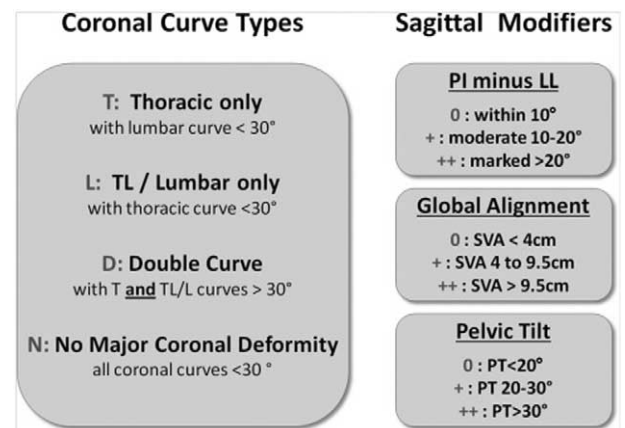 Coronal Curve Types
T: Thoracic only
with lumbar curve < 30°
L: TL / Lumbar only
with thoracic curve <30°
D: Double Curve
with T and TL/L curves > 30°
N: No Major Coronal Deformity
all coronal curves <30 °
Sagittal Modifiers
PI minus LL
0 : within 10°
+ : moderate 10-20°
++ : marked >20°
Global Alignment
0 : SVA < 4cm
+ : SVA 4 to 9.5cm
++ : SVA > 9.5cm
Pelvic Tilt
0 : PT<20°
+ : PT 20-30°
++ : PT>30°